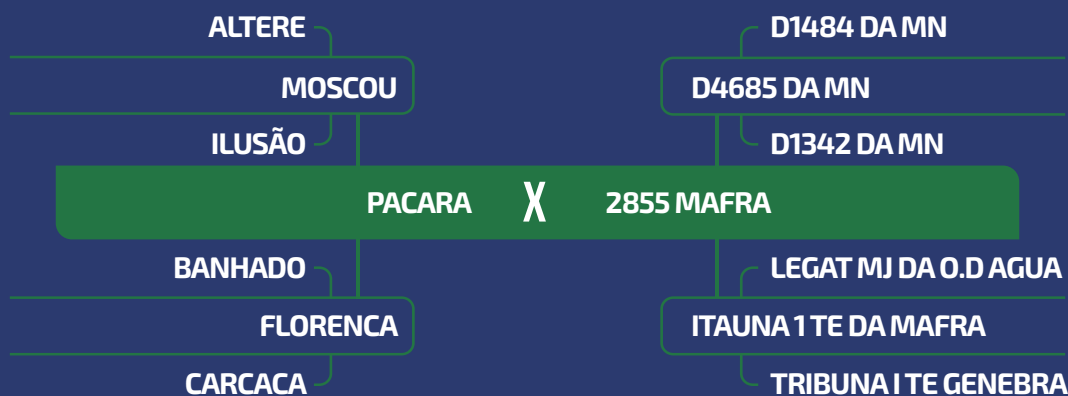 ALTERE
D1484 DA MN
MOSCOU
D4685 DA MN
ILUSÃO
D1342 DA MN
PACARA X 2855 MAFRA
BANHADO
LEGAT MJ DA O.D AGUA
FLORENCA
ITAUNA 1 TE DA MAFRA
CARCACA
TRIBUNA I TE GENEBRA